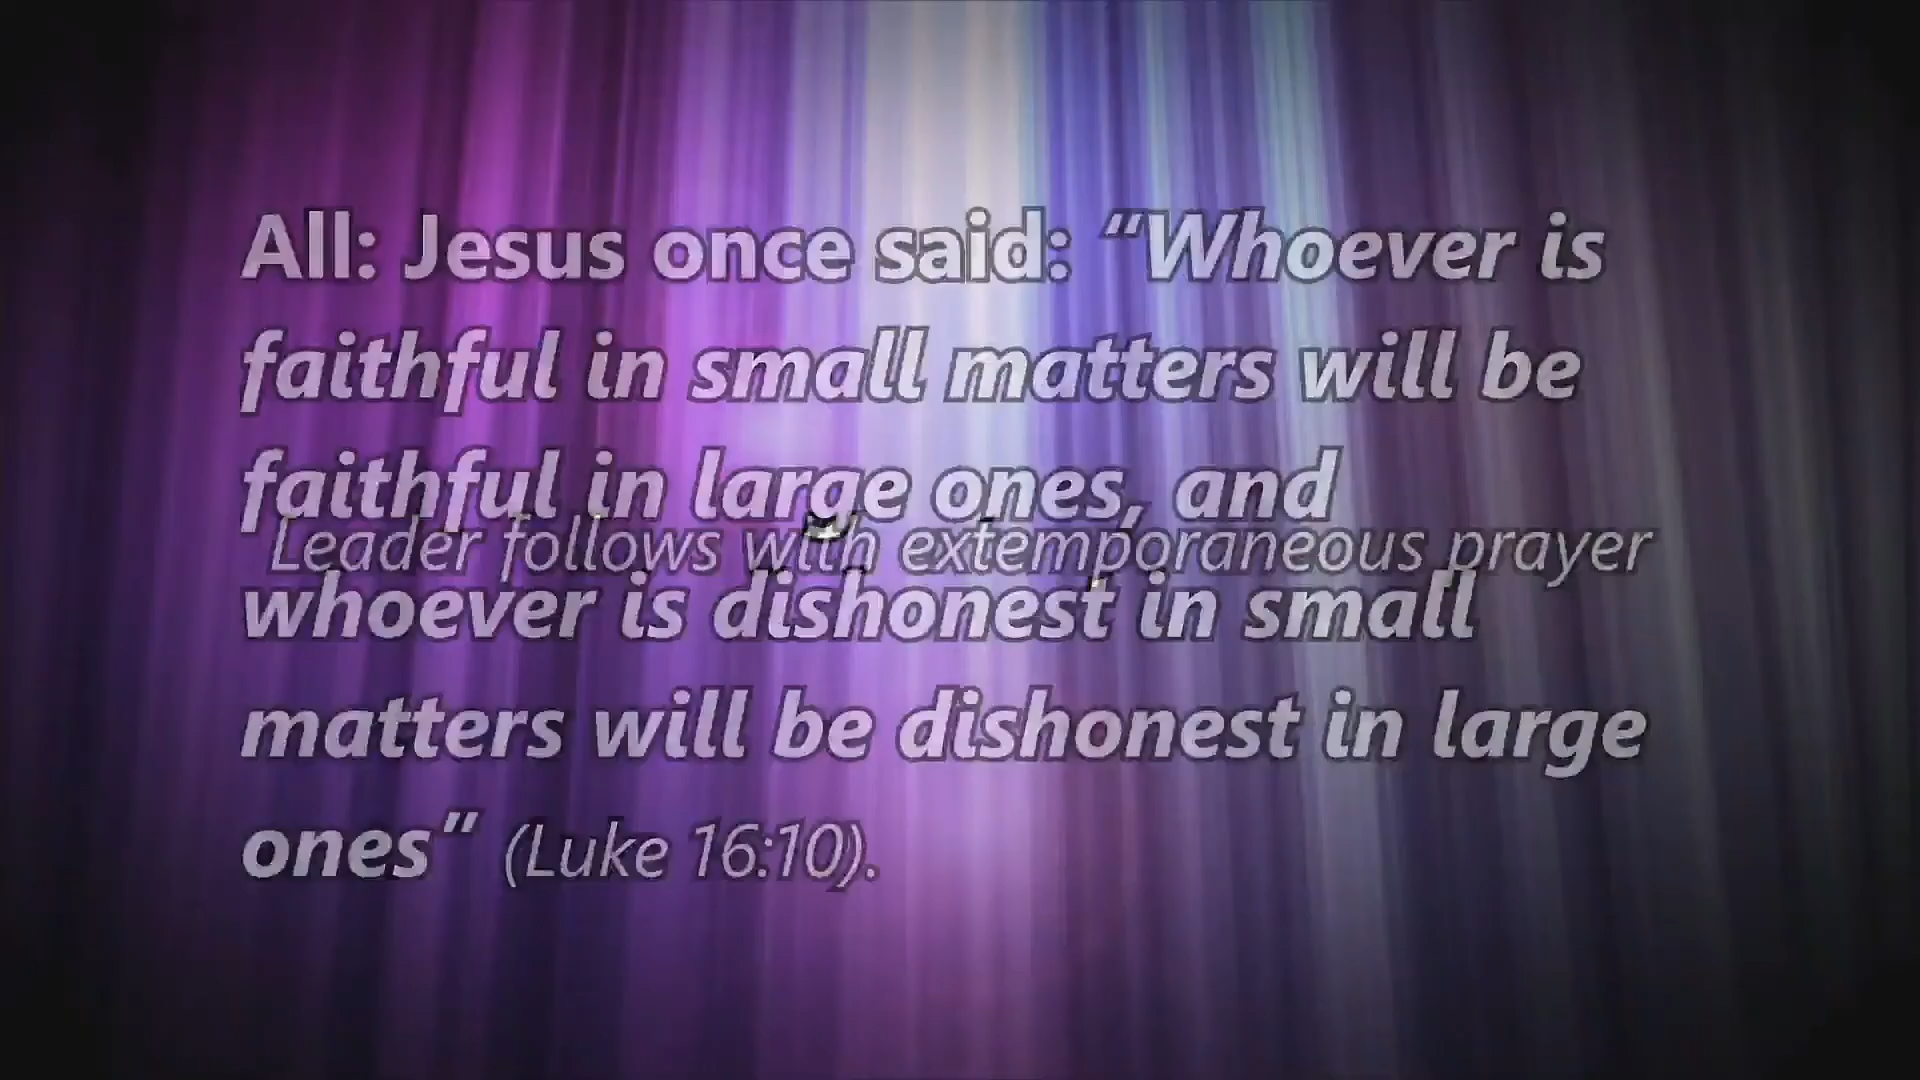 All: Jesus once said: “Whoever is
faithful in small matters will be
faithful in large ones, and
Leader follows with extemporaneous prayer
whoever is dishonest in small
matters will be dishonest in large
ones” (Luke 16:10).